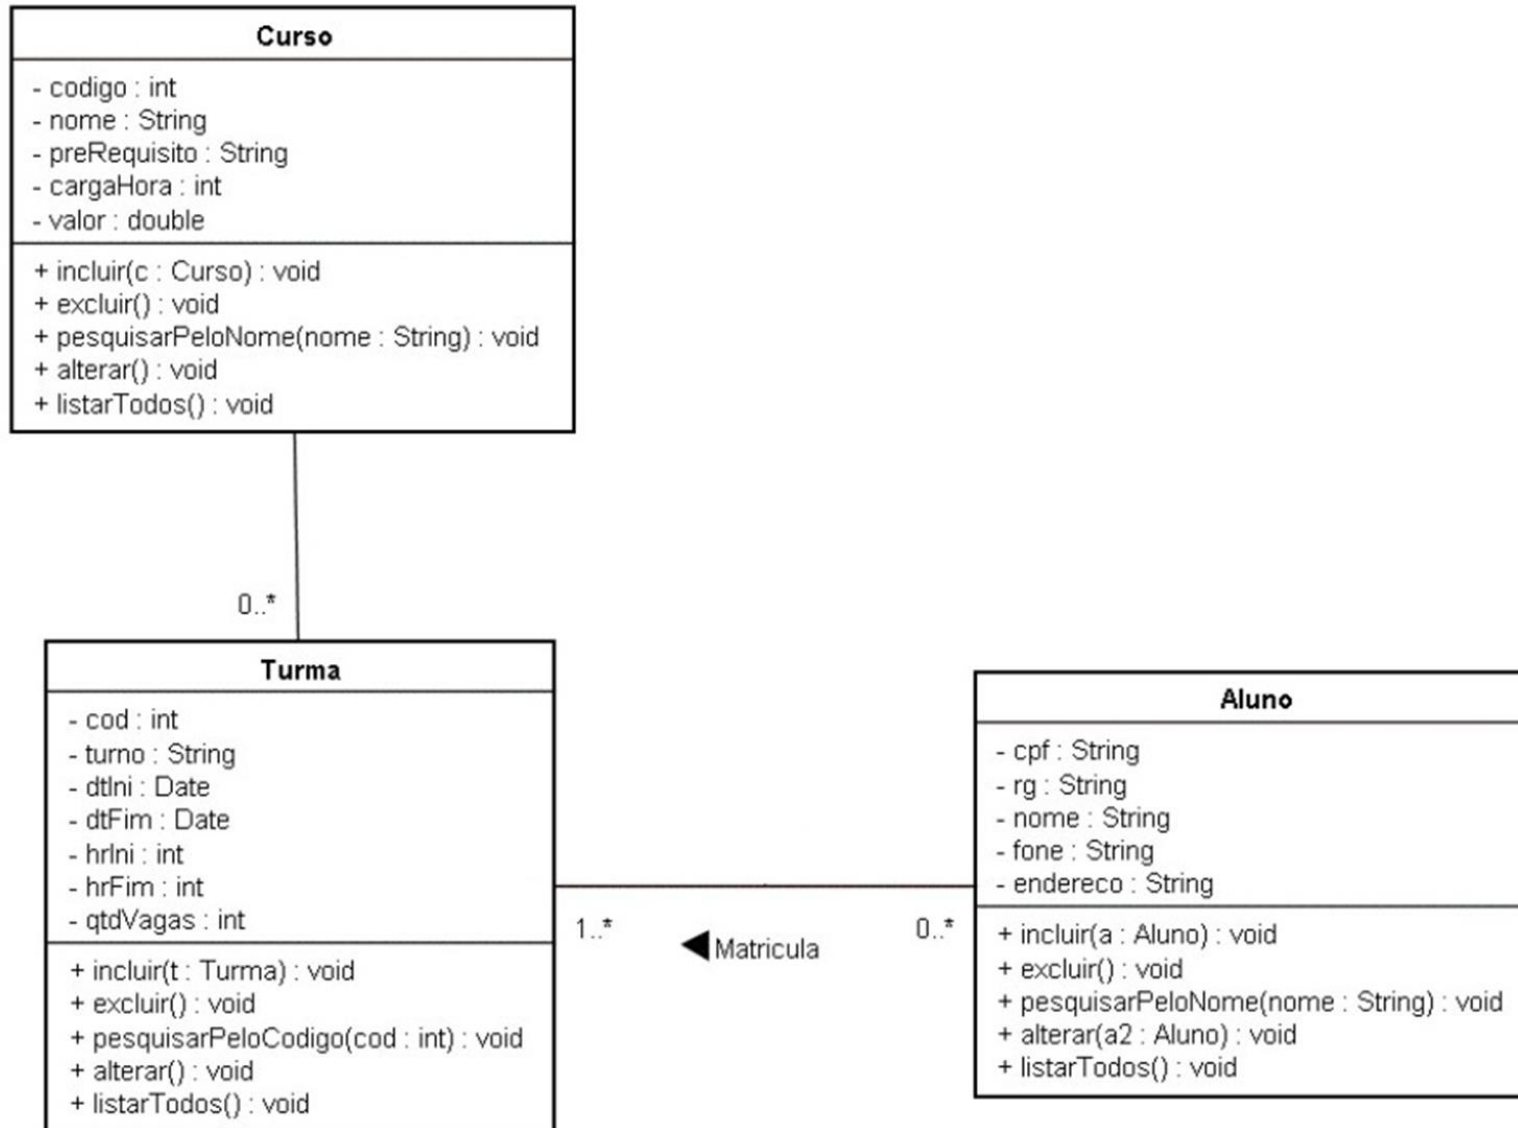 Curso
- codigo : int
- nome : String
- preRequisito : String
- cargaHora : int
- valor : double
+ incluir(c : Curso) : void
+ excluir() : void
+ pesquisarPeloNome(nome : String) : void
+ alterar() : void
+ listarTodos() : void
0..*
Turma
- cod : int
- turno : String
- dtIni : Date
- dtFim : Date
- hrIni : int
- hrFim : int
- qtdVagas : int
+ incluir(t : Turma) : void
+ excluir() : void
+ pesquisarPeloCodigo(cod : int) : void
+ alterar() : void
+ listarTodos() : void
1..*
Matricula
0..*
Aluno
- cpf : String
- rg : String
- nome : String
- fone : String
- endereco : String
+ incluir(a : Aluno) : void
+ excluir() : void
+ pesquisarPeloNome(nome : String) : void
+ alterar(a2 : Aluno) : void
+ listarTodos() : void